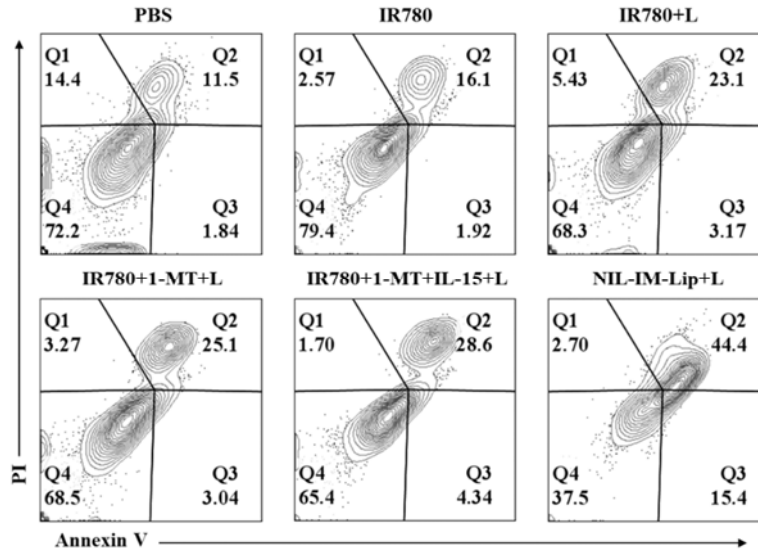 PBS IR780 IR780+L
Q1 Q2 Q1 Q2 Q1 Q2
14.4 11.5 2.57 16.1 5.43 23.1
Q4 Q3 Q4 Q3 Q4 Q3
72.2 1.84 79.4 1.92 68.3 3.17
IR780+1-MT+L IR780+1-MT+IL-15+L NIL-IM-Lip+L
Q1 Q2 Q1 Q2 Q1 Q2
3.27 25.1 1.70 28.6 2.70 44.4
Q4 Q3 Q4 Q3 Q4 Q3
68.5 3.04 65.4 4.34 37.5 15.4
PI
Annexin V